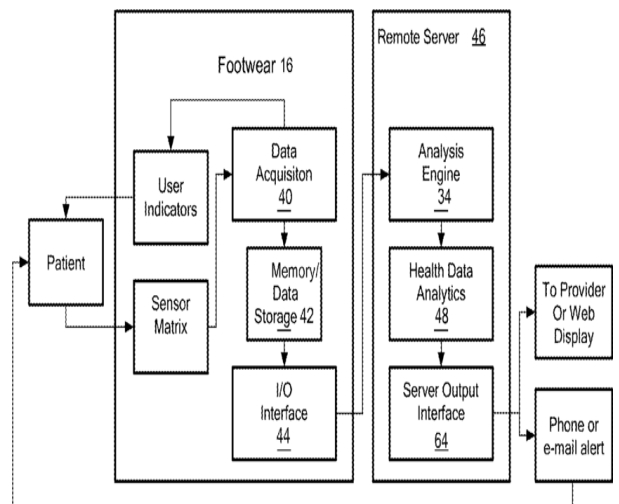 Footwear 16
Remote Server 46
Data
Acquisiton
40
User
Indicators
Patient
Sensor
Matrix
Memory/
Data
Storage 42
I/O
Interface
44
Analysis
Engine
34
Health Data
Analytics
48
Server Output
Interface
64
To Provider
Or Web
Display
Phone or
e-mail alert